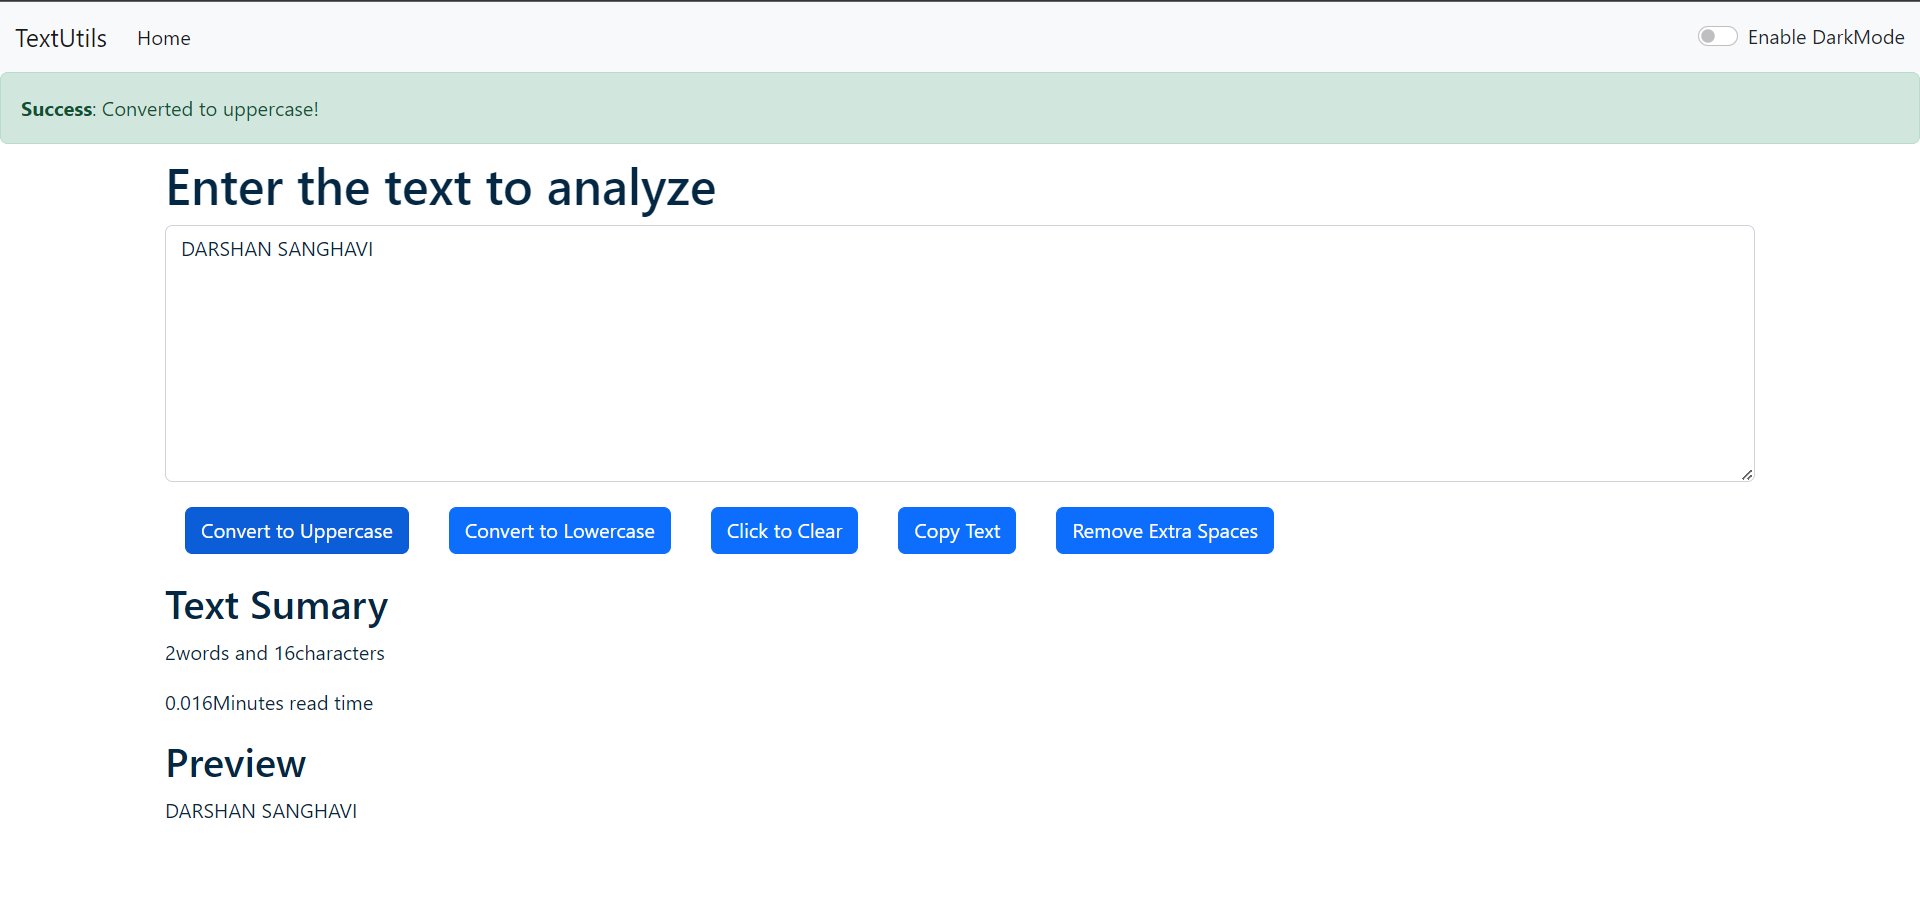 TextUtils Home Enable DarkMode
Success: Converted to uppercase!
Enter the text to analyze
DARSHAN SANGHAVI
Convert to Uppercase Convert to Lowercase Click to Clear Copy Text Remove Extra Spaces
Text Sumary
2words and 16characters
0.016Minutes read time
Preview
DARSHAN SANGHAVI